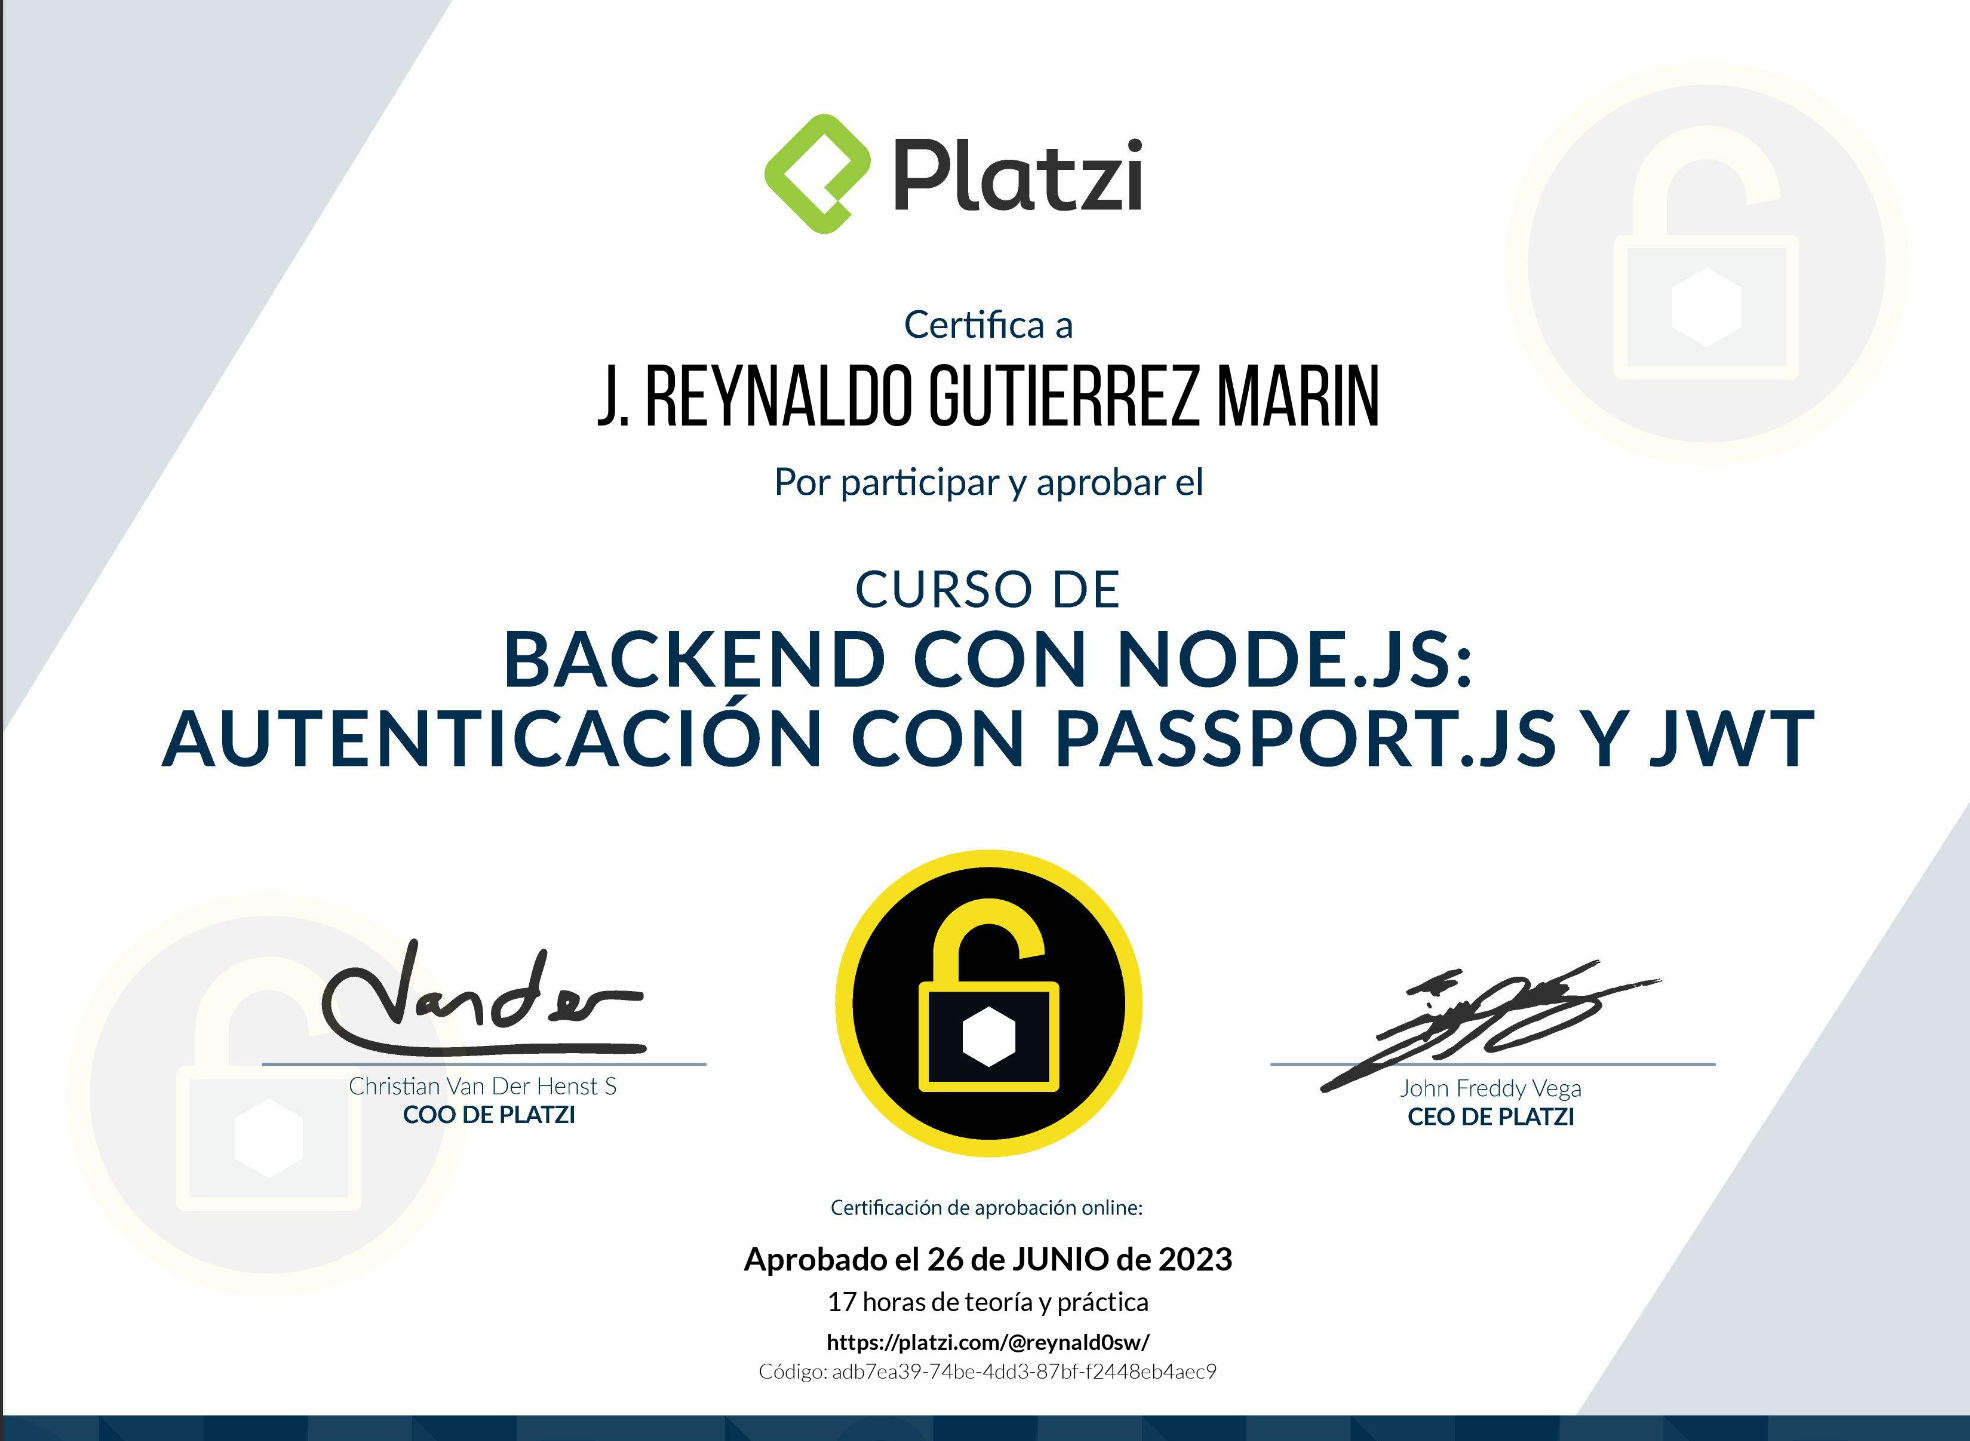 Platzi
Certifica a
J. REYNALDO GUTIERREZ MARIN
Por participar y aprobar el
CURSO DE
BACKEND CON NODE.JS:
AUTENTICACIÓN CON PASSPORT.JS Y JWT
Vander
Christian Van Der Henst S
COO DE PLATZI
John Freddy Vega
CEO DE PLATZI
Certificación de aprobación online:
Aprobado el 26 de JUNIO de 2023
17 horas de teoría y práctica
https://platzi.com/@reynald0sw/
Código: adb7ea39-74be-4dd3-87bf-f2448eb4aec9